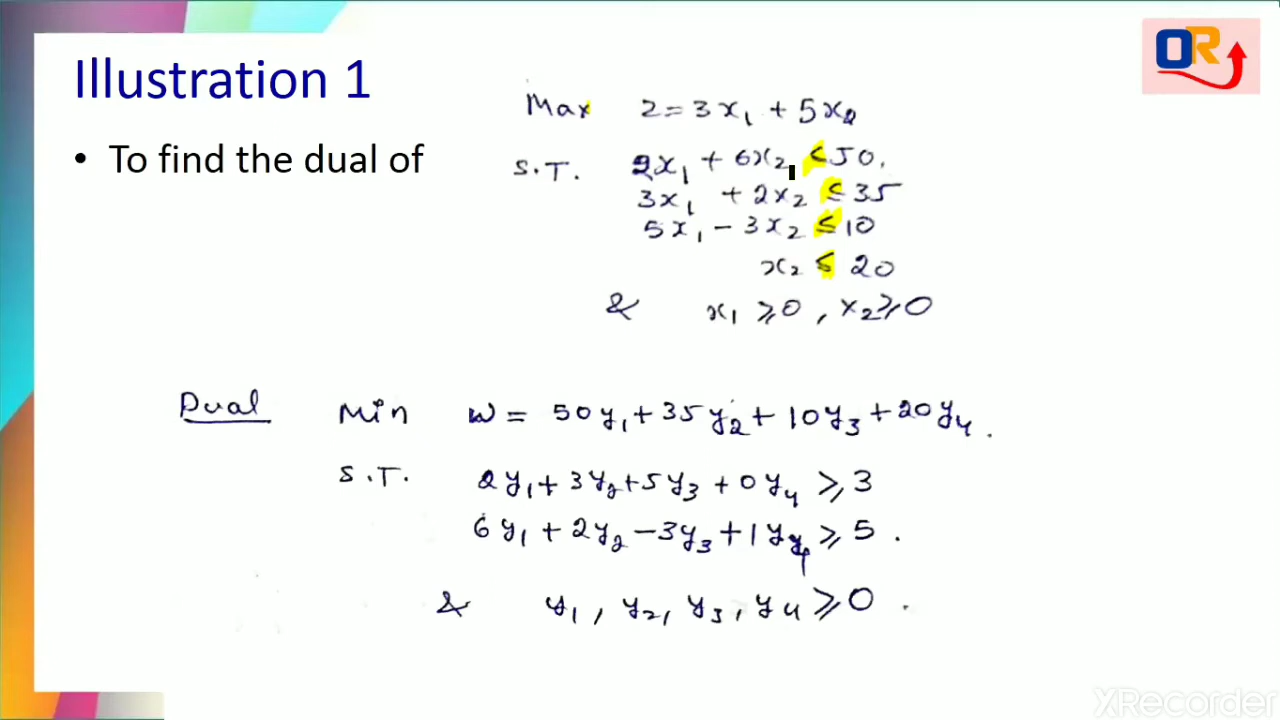 Illustration 1
OR
• To find the dual of
Max Z = 3x₁ + 5x₂
S.T. 2x₁ + 6x₂ ≤ 50,
3x₁ + 2x₂ ≤ 35
5x₁ - 3x₂ ≤ 10
x₂ ≤ 20
& x₁ ≥ 0, x₂ ≥ 0
Dual Min W = 50y₁ + 35y₂ + 10y₃ + 20y₄.
S.T. 2y₁ + 3y₂ + 5y₃ + 0y₄ ≥ 3
6y₁ + 2y₂ - 3y₃ + 1y₄ ≥ 5.
& y₁, y₂, y₃, y₄ ≥ 0.
XRecorder